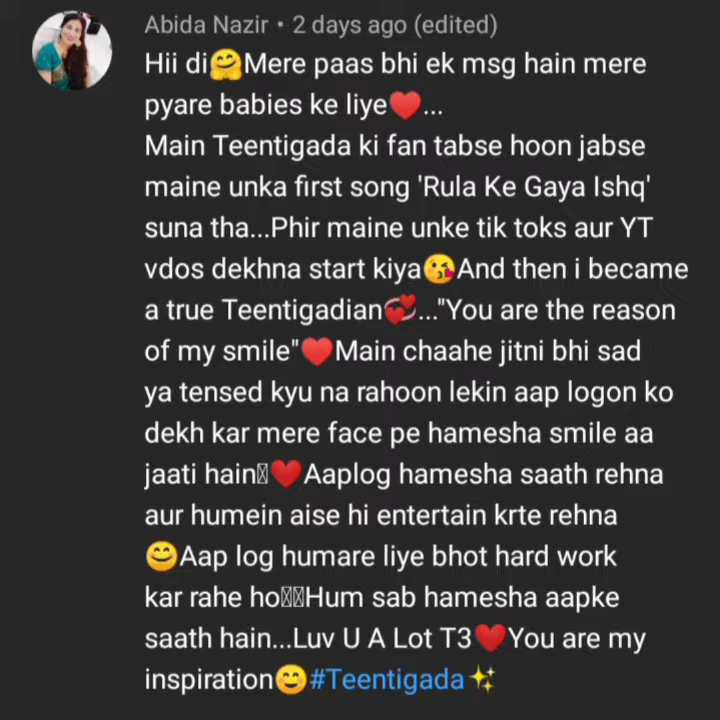 Abida Nazir • 2 days ago (edited)
Hii di🤗Mere paas bhi ek msg hain mere
pyare babies ke liye♥️...
Main Teentigada ki fan tabse hoon jabse
maine unka first song 'Rula Ke Gaya Ishq'
suna tha...Phir maine unke tik toks aur YT
vdos dekhna start kiya😘And then i became
a true Teentigadian💞..."You are the reason
of my smile"♥️Main chaahe jitni bhi sad
ya tensed kyu na rahoon lekin aap logon ko
dekh kar mere face pe hamesha smile aa
jaati hain♥️Aaplog hamesha saath rehna
aur humein aise hi entertain krte rehna
😊Aap log humare liye bhot hard work
kar rahe hoHum sab hamesha aapke
saath hain...Luv U A Lot T3♥️You are my
inspiration😊#Teentigada✨